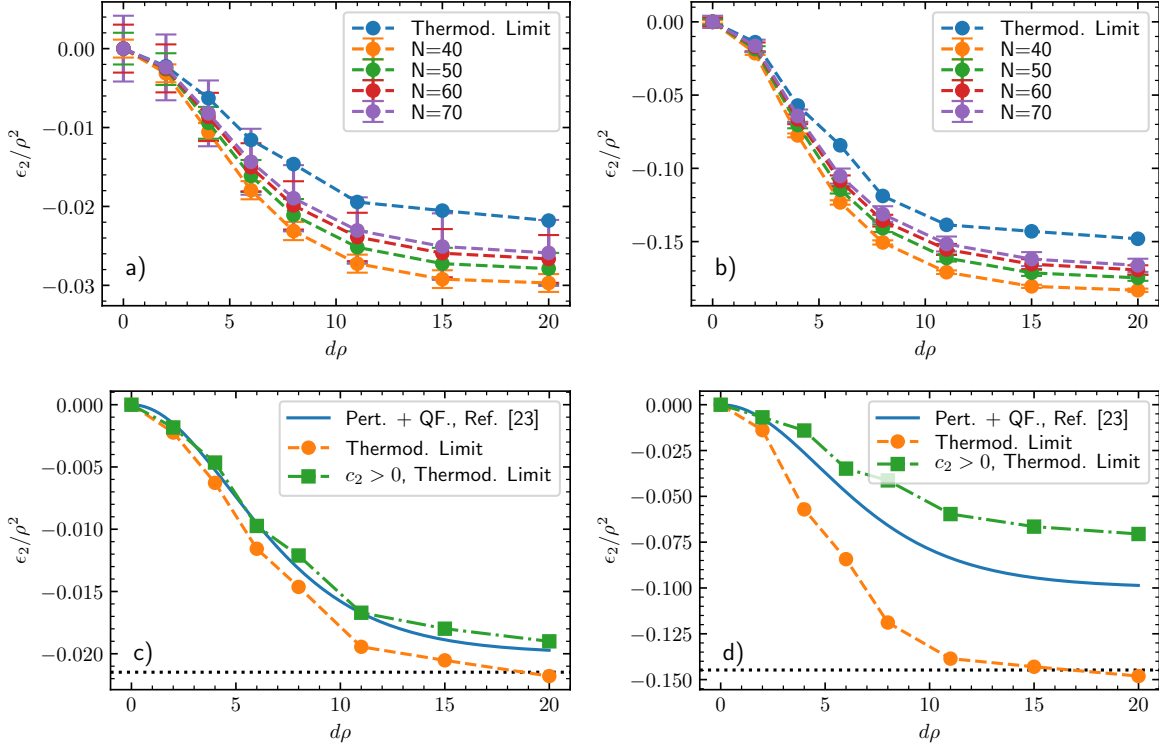 0.00
−0.01
−0.02
−0.03
ϵ₂/ρ²
0 5 10 15 20
dρ
a)
Thermod. Limit
N=40
N=50
N=60
N=70
0.00
−0.05
−0.10
−0.15
ϵ₂/ρ²
0 5 10 15 20
dρ
b)
Thermod. Limit
N=40
N=50
N=60
N=70
0.000
−0.005
−0.010
−0.015
−0.020
ϵ₂/ρ²
0 5 10 15 20
dρ
c)
Pert. + QF., Ref. [23]
Thermod. Limit
c₂ > 0, Thermod. Limit
0.000
−0.025
−0.050
−0.075
−0.100
−0.125
−0.150
ϵ₂/ρ²
0 5 10 15 20
dρ
d)
Pert. + QF., Ref. [23]
Thermod. Limit
c₂ > 0, Thermod. Limit